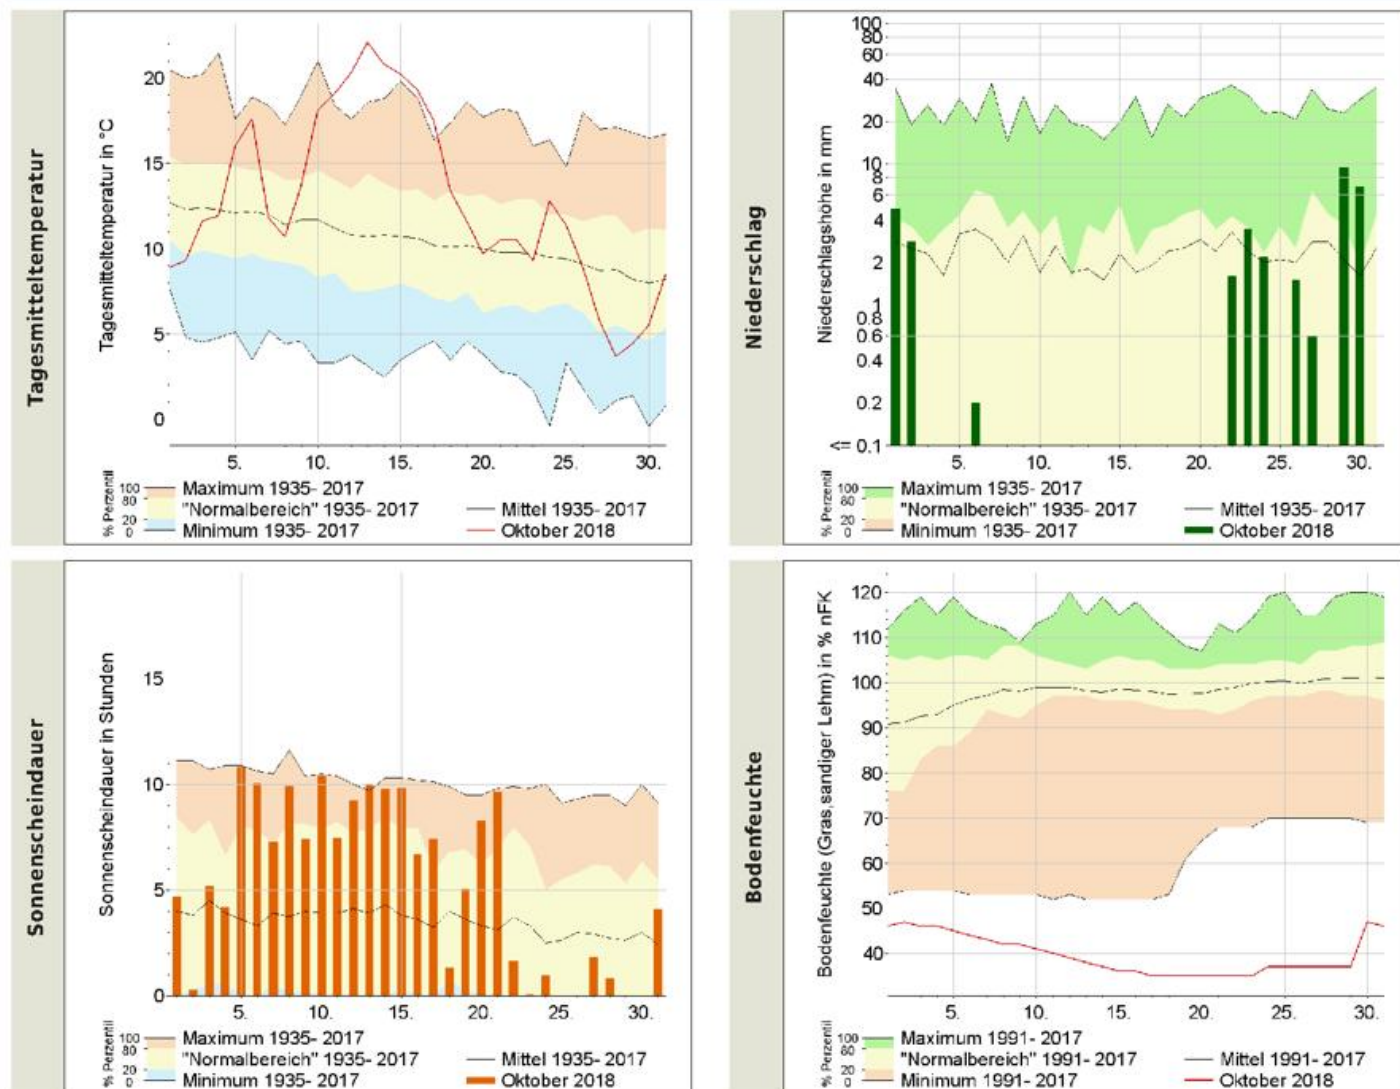 Tagesmitteltemperatur
Tagesmitteltemperatur in °C
20
15
10
5
0
5. 10. 15. 20. 25. 30.
% Perzentil
100
80
20
0
Maximum 1935- 2017
"Normalbereich" 1935- 2017
Minimum 1935- 2017
Mittel 1935- 2017
Oktober 2018
Niederschlag
Niederschlagshöhe in mm
100
80
60
40
20
10
8
6
4
2
1
0.8
0.6
0.4
0.2
<= 0.1
5. 10. 15. 20. 25. 30.
% Perzentil
100
80
20
0
Maximum 1935- 2017
"Normalbereich" 1935- 2017
Minimum 1935- 2017
Mittel 1935- 2017
Oktober 2018
Sonnenscheindauer
Sonnenscheindauer in Stunden
15
10
5
0
5. 10. 15. 20. 25. 30.
% Perzentil
100
80
20
0
Maximum 1935- 2017
"Normalbereich" 1935- 2017
Minimum 1935- 2017
Mittel 1935- 2017
Oktober 2018
Bodenfeuchte
Bodenfeuchte (Gras,sandiger Lehm) in % nFK
120
110
100
90
80
70
60
50
40
5. 10. 15. 20. 25. 30.
% Perzentil
100
80
20
0
Maximum 1991- 2017
"Normalbereich" 1991- 2017
Minimum 1991- 2017
Mittel 1991- 2017
Oktober 2018